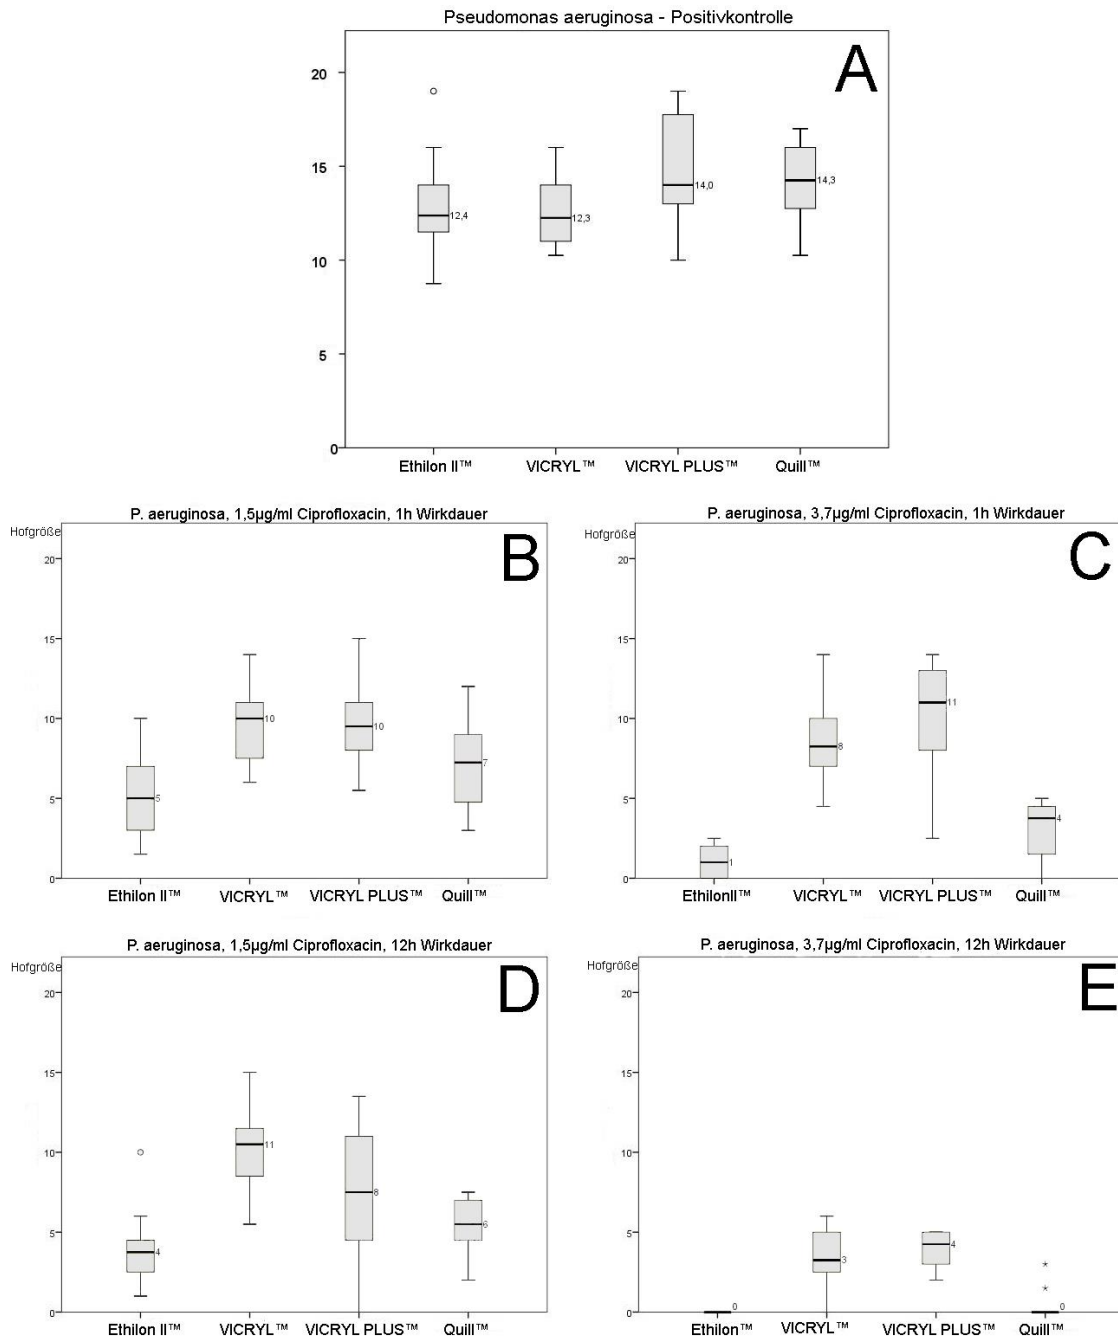 Pseudomonas aeruginosa - Positivkontrolle
A
20
15
10
5
0
12,4
12,3
14,0
14,3
Ethilon II™ VICRYL™ VICRYL PLUS™ Quill™
P. aeruginosa, 1,5µg/ml Ciprofloxacin, 1h Wirkdauer
Hofgröße
B
20
15
10
5
0
5
10
10
7
Ethilon II™ VICRYL™ VICRYL PLUS™ Quill™
P. aeruginosa, 3,7µg/ml Ciprofloxacin, 1h Wirkdauer
Hofgröße
C
20
15
10
5
0
1
8
11
4
EthilonII™ VICRYL™ VICRYL PLUS™ Quill™
P. aeruginosa, 1,5µg/ml Ciprofloxacin, 12h Wirkdauer
Hofgröße
D
20
15
10
5
0
4
11
8
6
Ethilon II™ VICRYL™ VICRYL PLUS™ Quill™
P. aeruginosa, 3,7µg/ml Ciprofloxacin, 12h Wirkdauer
Hofgröße
E
20
15
10
5
0
0
3
4
0
Ethilon™ VICRYL™ VICRYL PLUS™ Quill™